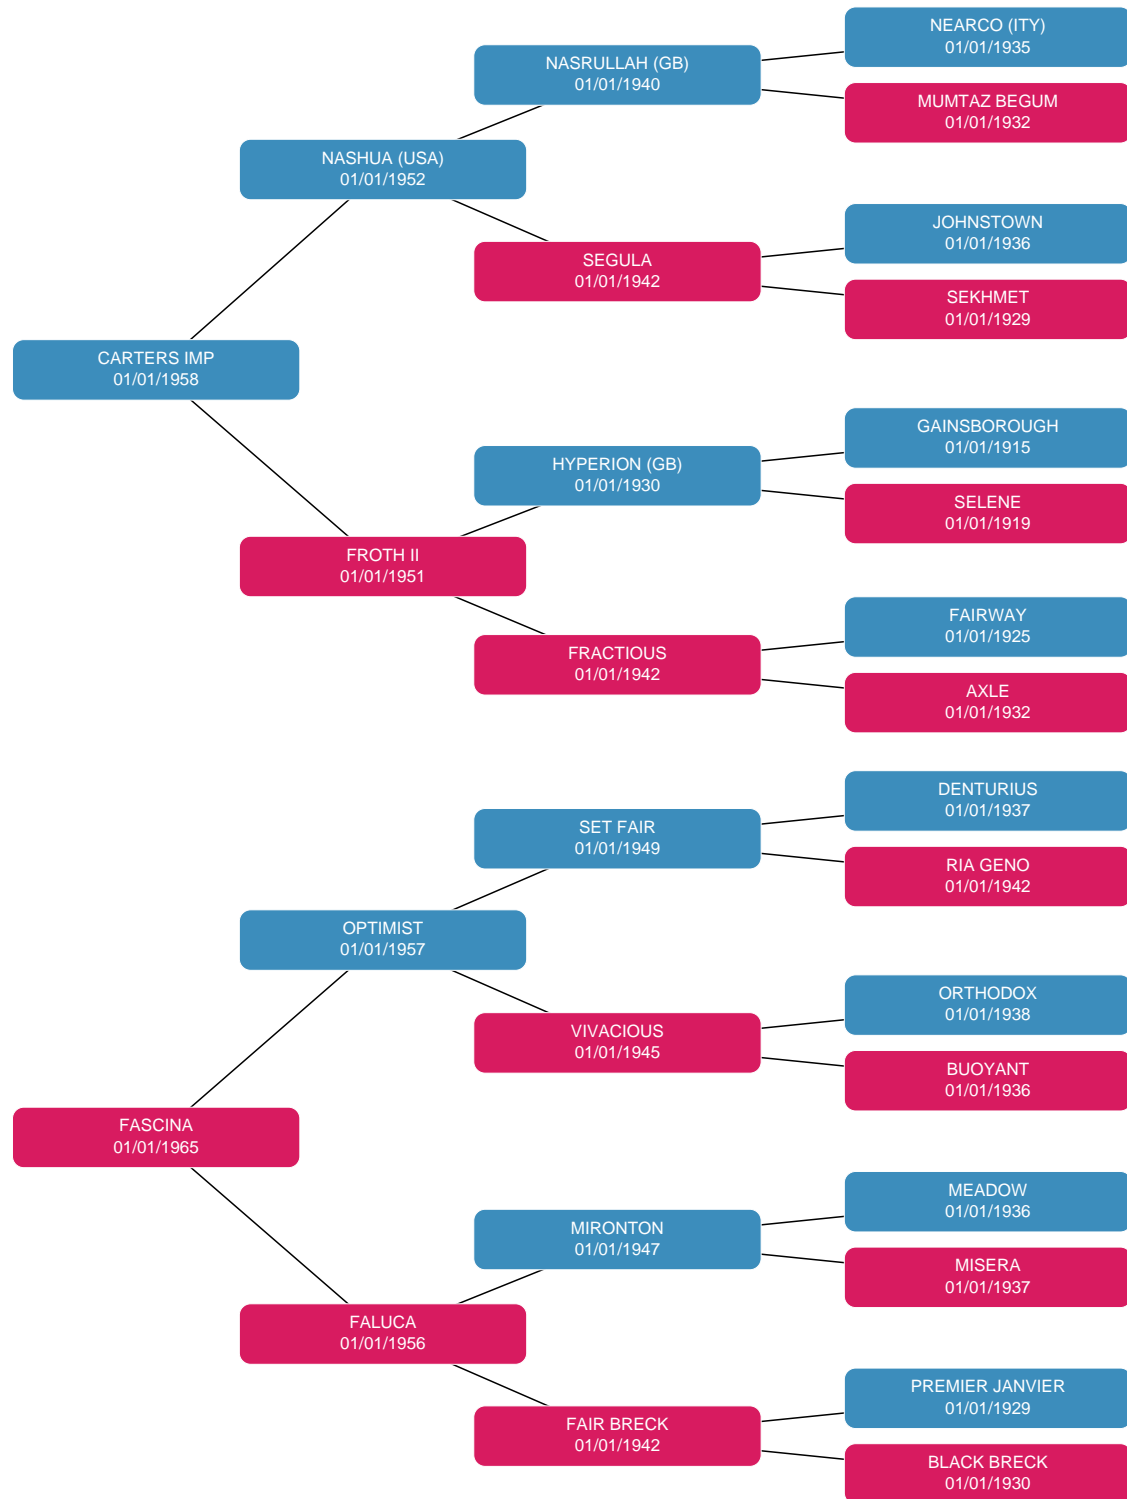 NEARCO (ITY)
01/01/1935
NASRULLAH (GB)
01/01/1940
MUMTAZ BEGUM
01/01/1932
NASHUA (USA)
01/01/1952
JOHNSTOWN
01/01/1936
SEGULA
01/01/1942
SEKHMET
01/01/1929
CARTERS IMP
01/01/1958
GAINSBOROUGH
01/01/1915
HYPERION (GB)
01/01/1930
SELENE
01/01/1919
FROTH II
01/01/1951
FAIRWAY
01/01/1925
FRACTIOUS
01/01/1942
AXLE
01/01/1932
DENTURIUS
01/01/1937
SET FAIR
01/01/1949
RIA GENO
01/01/1942
OPTIMIST
01/01/1957
ORTHODOX
01/01/1938
VIVACIOUS
01/01/1945
BUOYANT
01/01/1936
FASCINA
01/01/1965
MEADOW
01/01/1936
MIRONTON
01/01/1947
MISERA
01/01/1937
FALUCA
01/01/1956
PREMIER JANVIER
01/01/1929
FAIR BRECK
01/01/1942
BLACK BRECK
01/01/1930